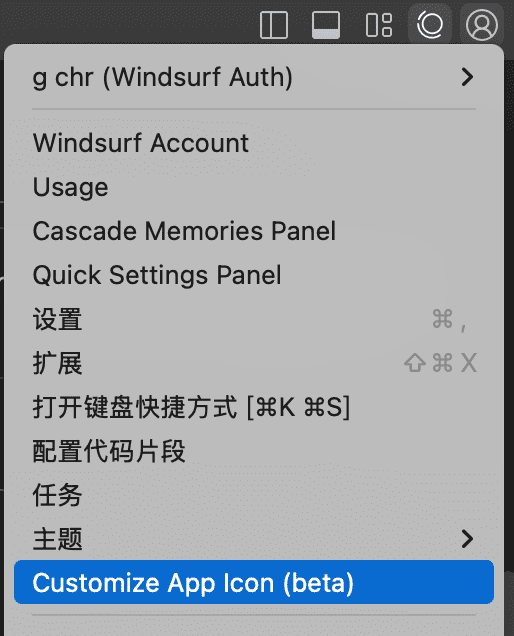 g chr (Windsurf Auth)
Windsurf Account
Usage
Cascade Memories Panel
Quick Settings Panel
设置 ⌘ ,
扩展 ⇧ ⌘ X
打开键盘快捷方式 [⌘K ⌘S]
配置代码片段
任务
主题
Customize App Icon (beta)